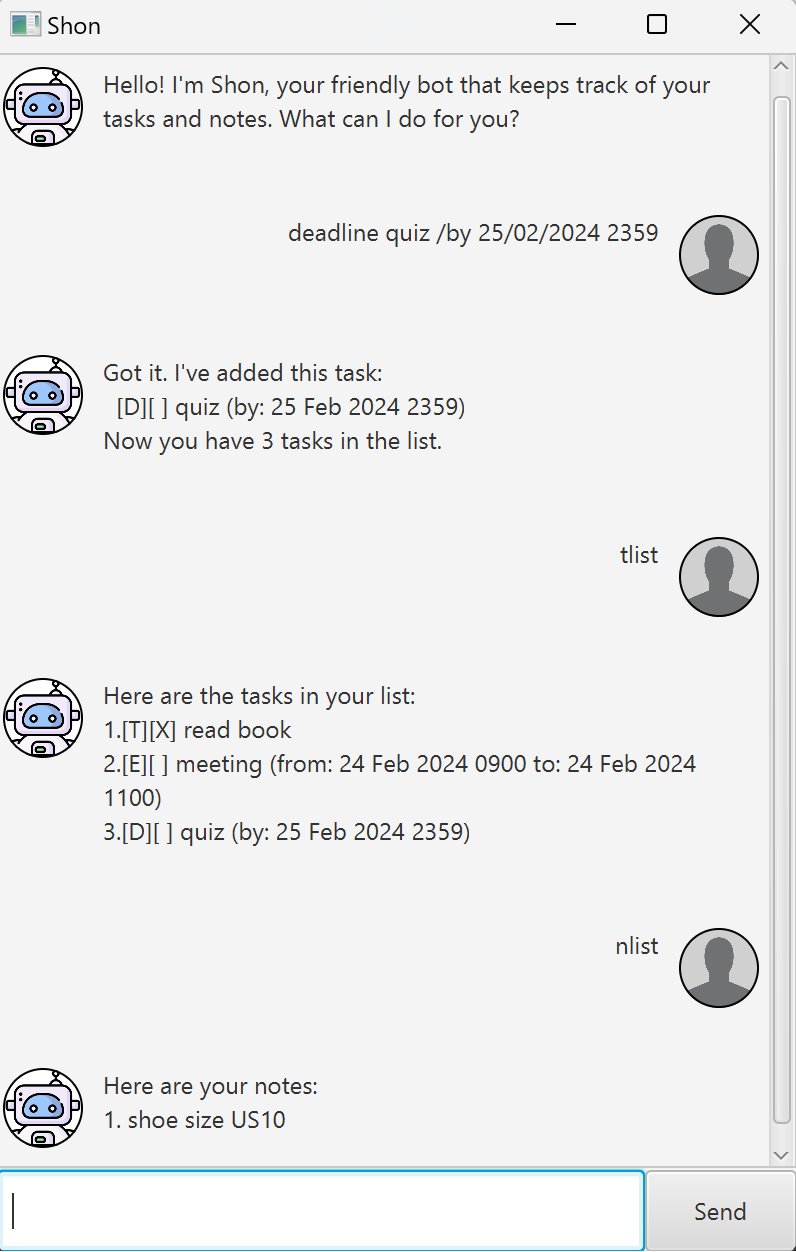 Shon
Hello! I'm Shon, your friendly bot that keeps track of your
tasks and notes. What can I do for you?
deadline quiz /by 25/02/2024 2359
Got it. I've added this task:
[D][ ] quiz (by: 25 Feb 2024 2359)
Now you have 3 tasks in the list.
tlist
Here are the tasks in your list:
1.[T][X] read book
2.[E][ ] meeting (from: 24 Feb 2024 0900 to: 24 Feb 2024
1100)
3.[D][ ] quiz (by: 25 Feb 2024 2359)
nlist
Here are your notes:
1. shoe size US10
Send